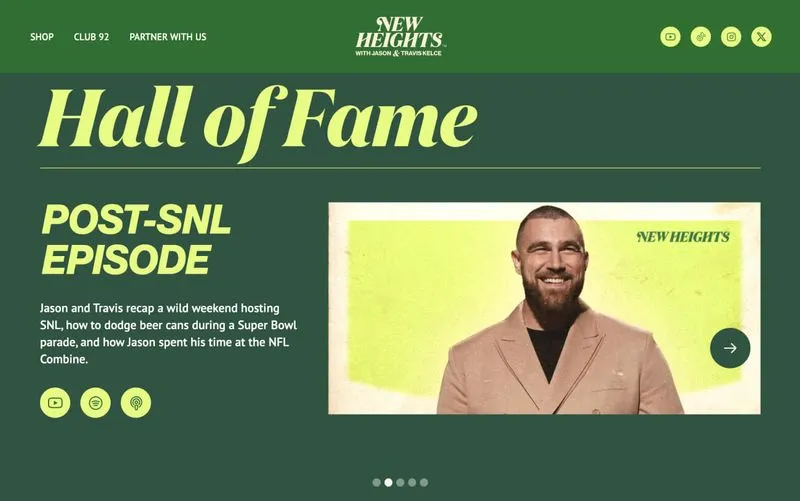 SHOP
CLUB 92
PARTNER WITH US
NEW
HEIGHTS
WITH JASON & TRAVIS KELCE
Hall of Fame
POST-SNL
EPISODE
Jason and Travis recap a wild weekend hosting
SNL, how to dodge beer cans during a Super Bowl
parade, and how Jason spent his time at the NFL
Combine.
NEW HEIGHTS